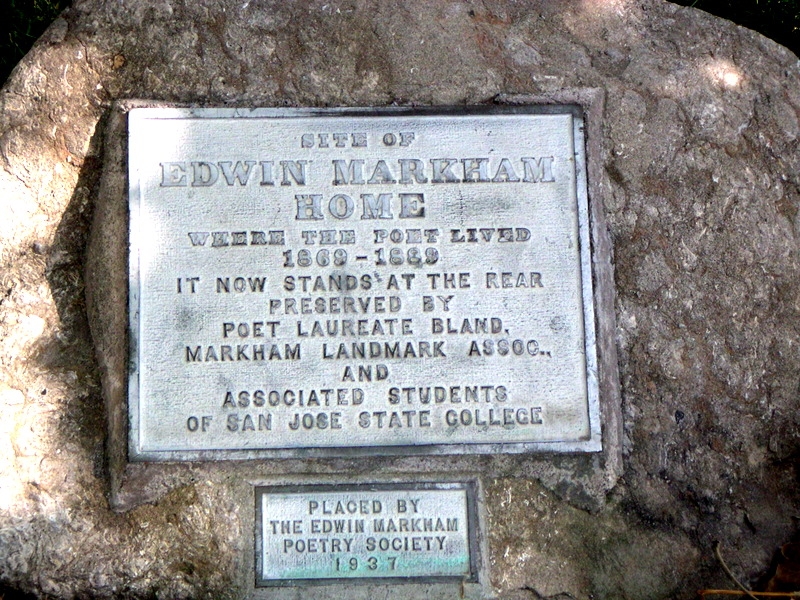 SITE OF
EDWIN MARKHAM
HOME
WHERE THE POET LIVED
1869-1889
IT NOW STANDS AT THE REAR
PRESERVED BY
POET LAUREATE BLAND,
MARKHAM LANDMARK ASSOC.,
AND
ASSOCIATED STUDENTS
OF SAN JOSE STATE COLLEGE
PLACED BY
THE EDWIN MARKHAM
POETRY SOCIETY
1937